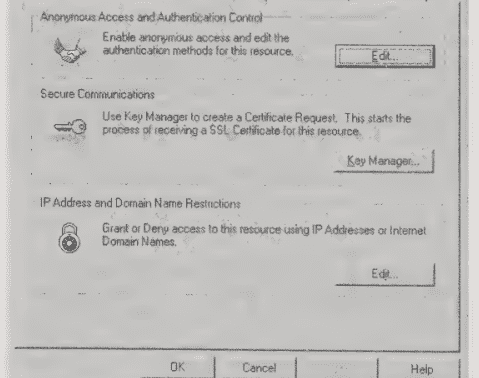 Anonymous Access and Authentication Control
Enable anonymous access and edit the
authentication methods for this resource.
Edit...
Secure Communications
Use Key Manager to create a Certificate Request. This starts the
process of receiving a SSL Certificate for this resource.
Key Manager...
IP Address and Domain Name Restrictions
Grant or Deny access to this resource using IP Addresses or Internet
Domain Names.
Edit...
OK
Cancel
Help